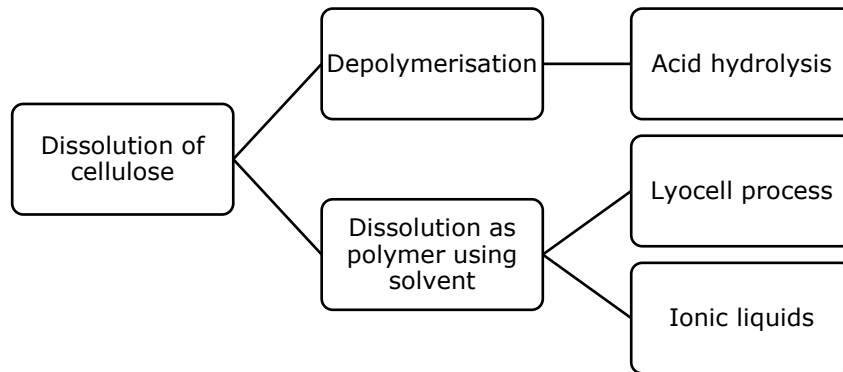 Depolymerisation
Acid hydrolysis
Dissolution of
cellulose
Lyocell process
Dissolution as
polymer using
solvent
Ionic liquids